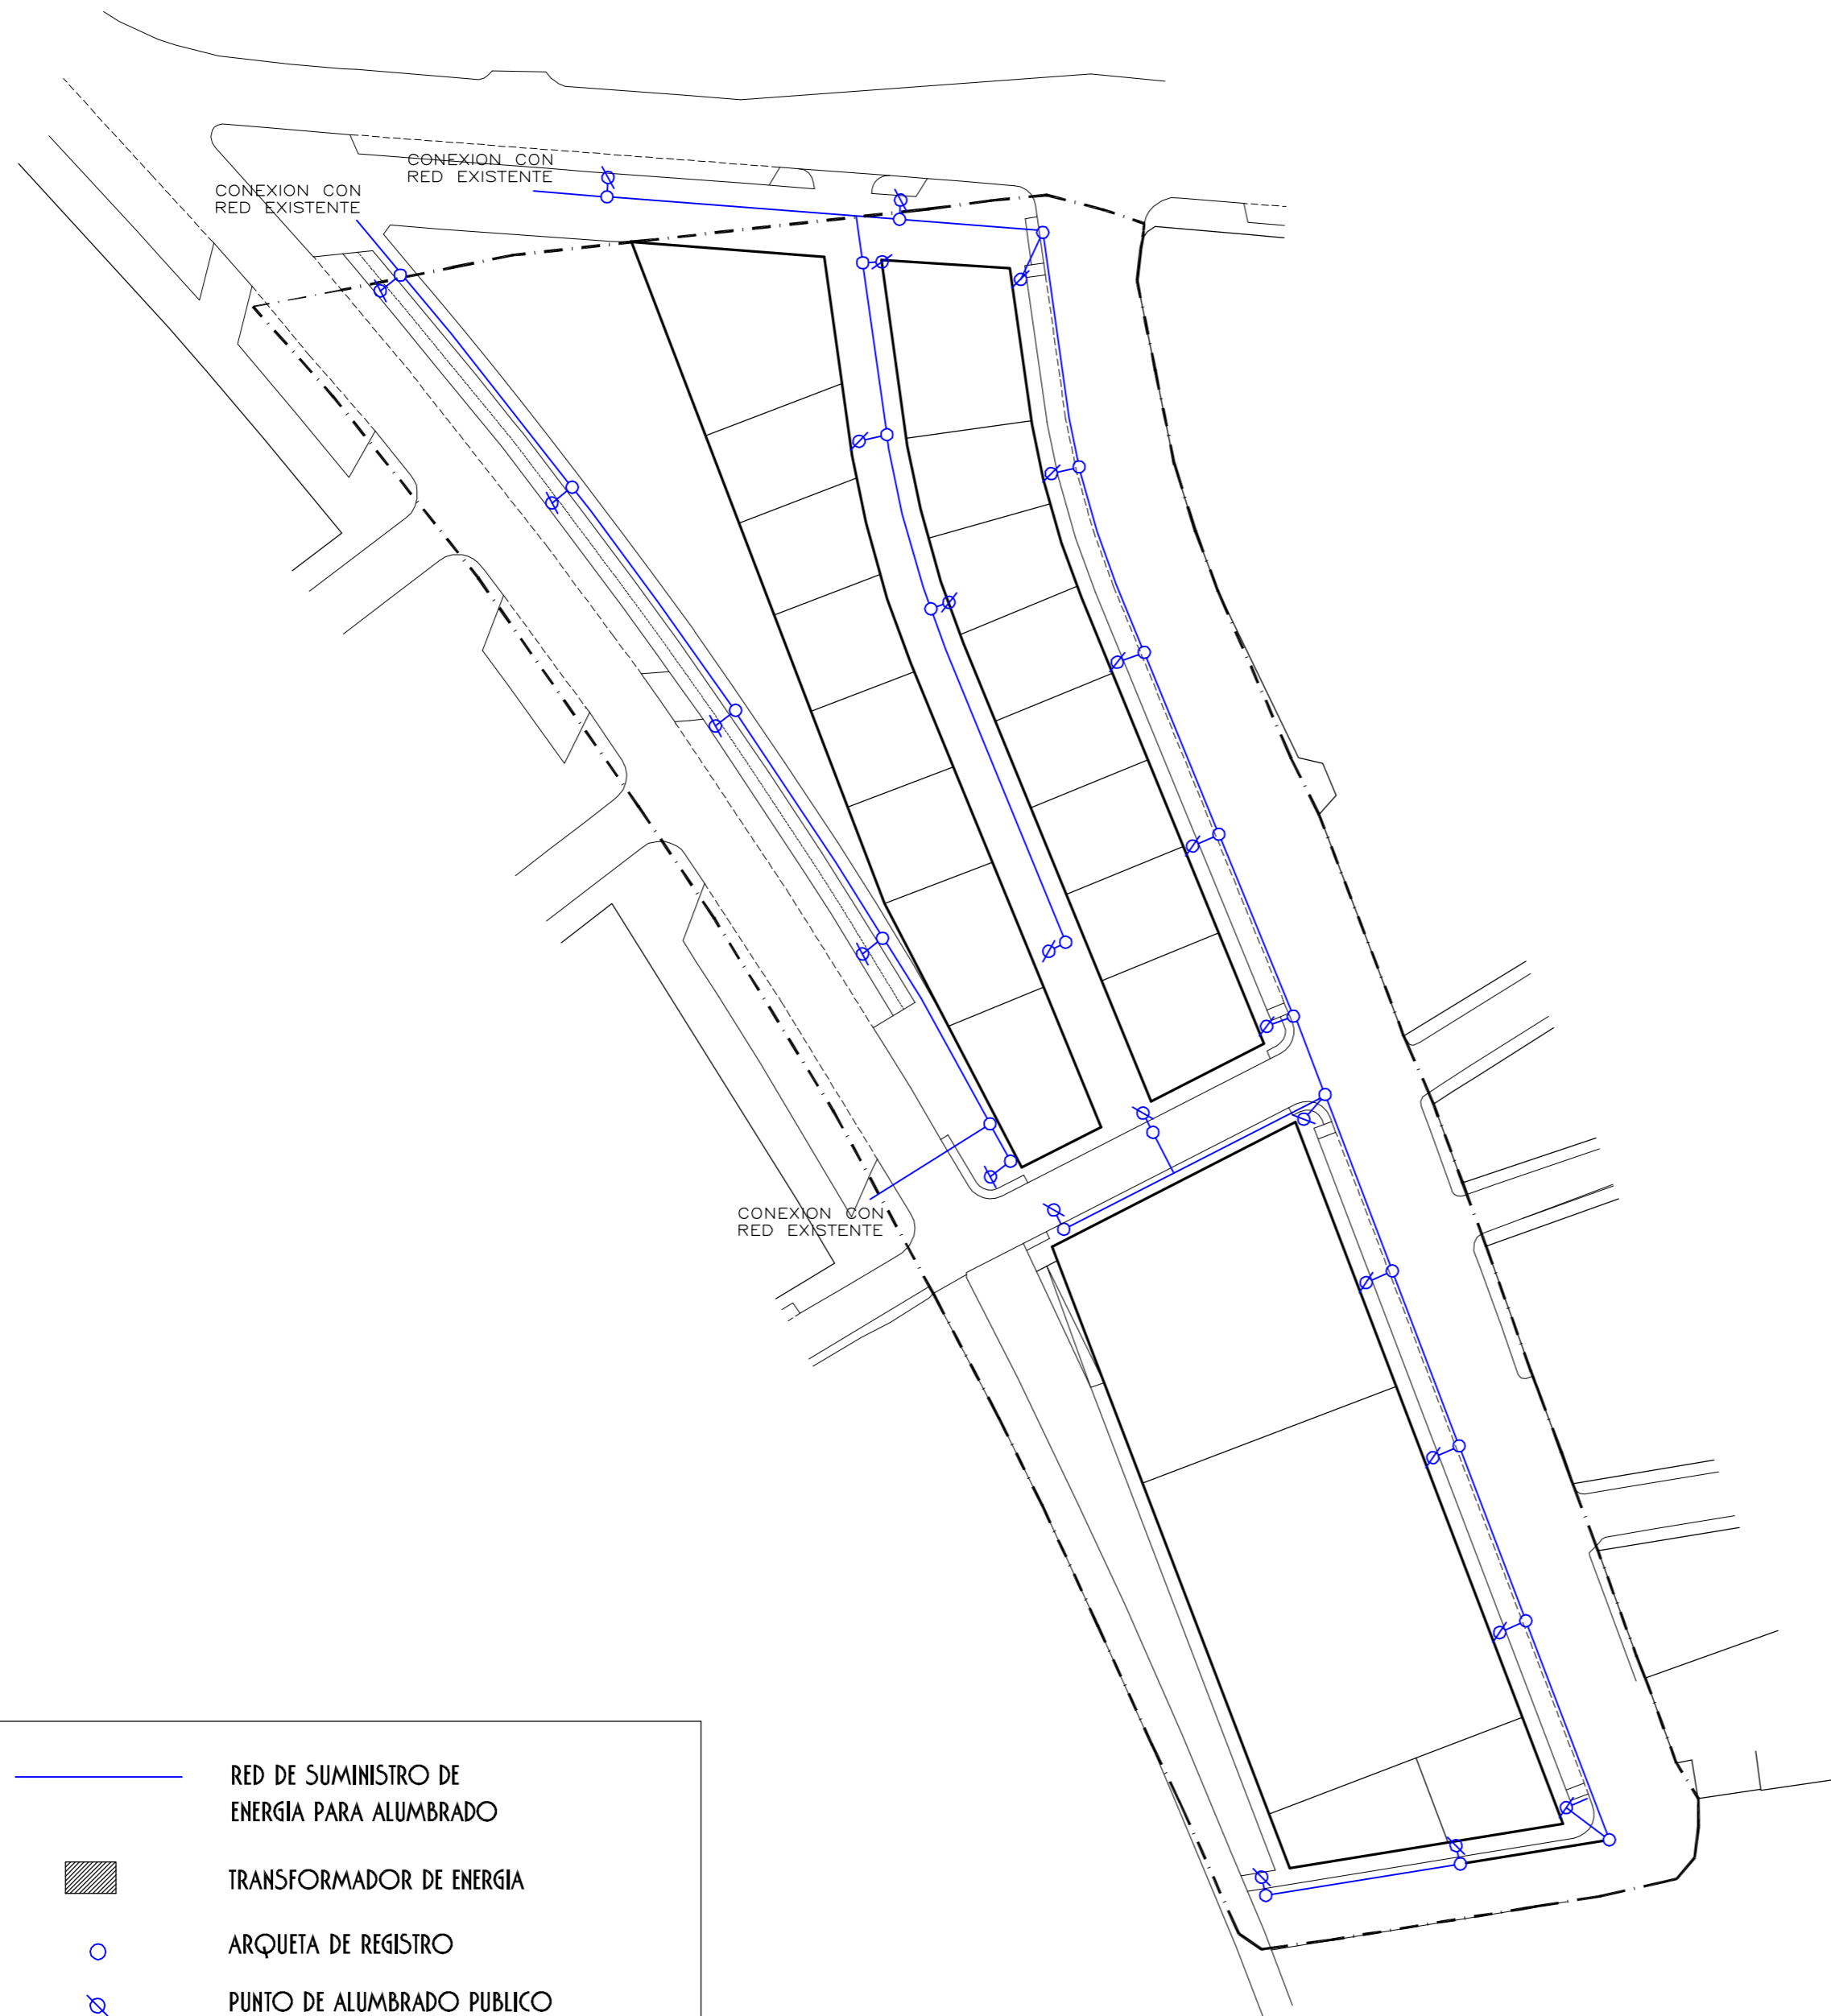 CONEXION CON
RED EXISTENTE
CONEXION CON
RED EXISTENTE
CONEXION CON
RED EXISTENTE
RED DE SUMINISTRO DE
ENERGIA PARA ALUMBRADO
TRANSFORMADOR DE ENERGIA
ARQUETA DE REGISTRO
PUNTO DE ALUMBRADO PUBLICO